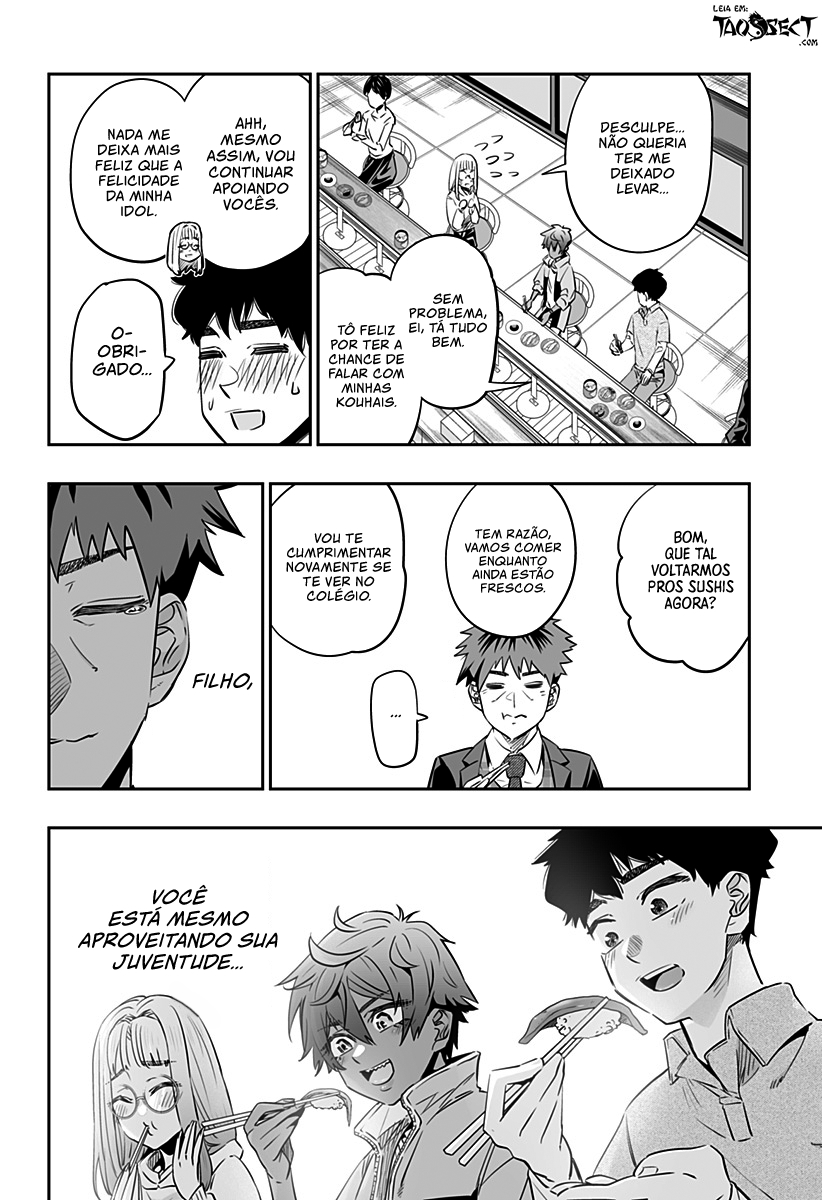 LEIA EM:
TAOSECT
.COM
DESCULPE...
NÃO QUERIA
TER ME
DEIXADO
LEVAR...
SEM
PROBLEMA,
EI, TÁ TUDO
BEM.
TÔ FELIZ
POR TER A
CHANCE DE
FALAR COM
MINHAS
KOUHAIS.
AHH,
MESMO
ASSIM, VOU
CONTINUAR
APOIANDO
VOCÊS.
NADA ME
DEIXA MAIS
FELIZ QUE A
FELICIDADE
DA MINHA
IDOL.
O-
OBRI-
GADO...
BOM,
QUE TAL
VOLTARMOS
PROS SUSHIS
AGORA?
TEM RAZÃO,
VAMOS COMER
ENQUANTO
AINDA ESTÃO
FRESCOS.
VOU TE
CUMPRIMENTAR
NOVAMENTE SE
TE VER NO
COLÉGIO.
...
FILHO,
VOCÊ
ESTÁ MESMO
APROVEITANDO SUA
JUVENTUDE...